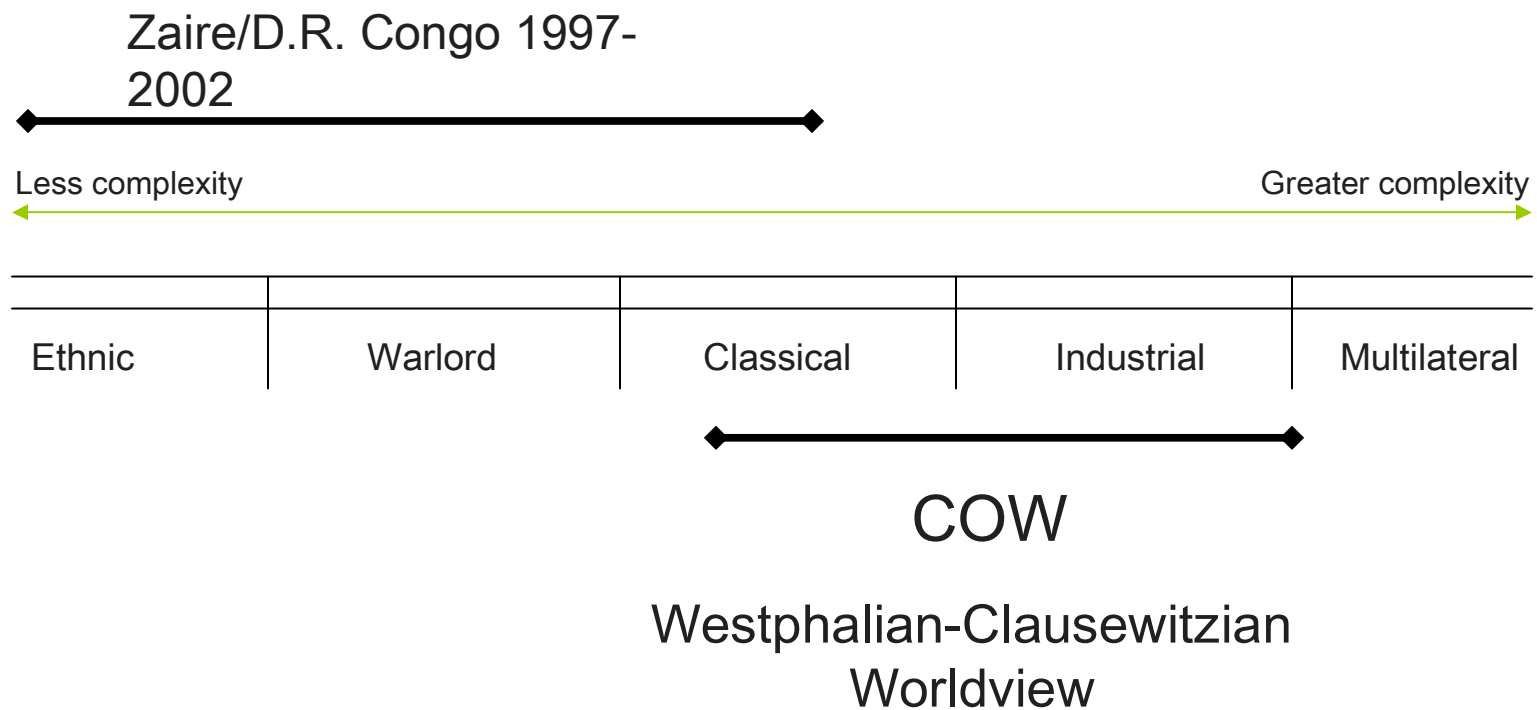 Zaire/D.R. Congo 1997-
2002
Less complexity
Greater complexity
Ethnic
Warlord
Classical
Industrial
Multilateral
COW
Westphalian-Clausewitzian
Worldview